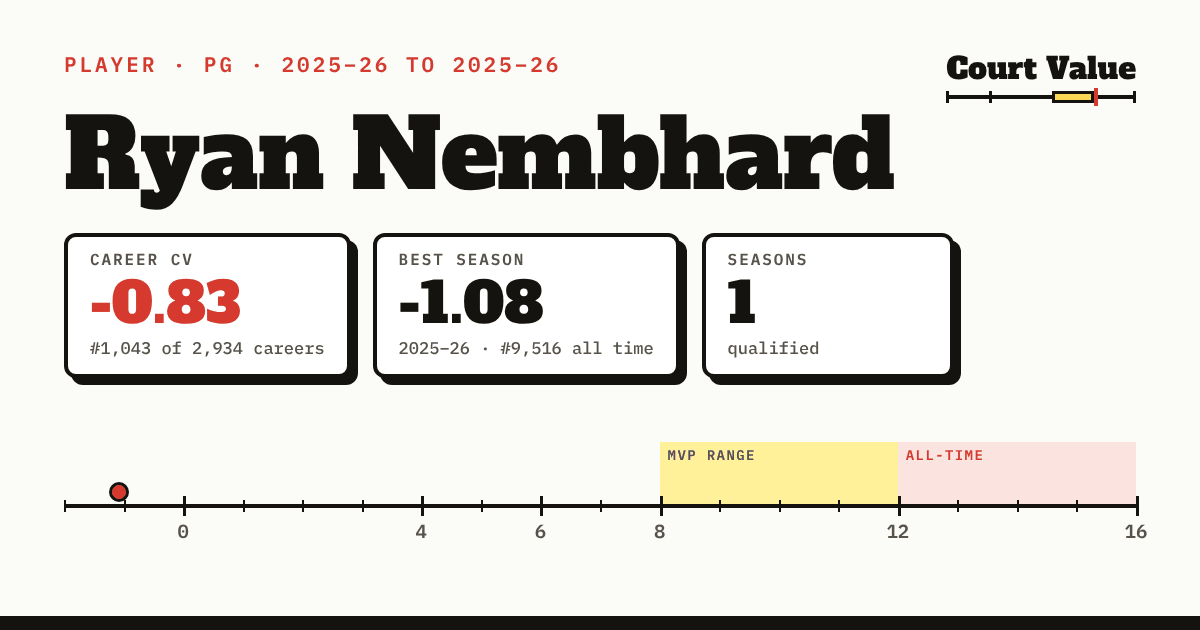 PLAYER · PG · 2025–26 TO 2025–26
Court Value
Ryan Nembhard
CAREER CV
-0.83
#1,043 of 2,934 careers
BEST SEASON
-1.08
2025–26 · #9,516 all time
SEASONS
1
qualified
MVP RANGE
ALL-TIME
0 4 6 8 12 16